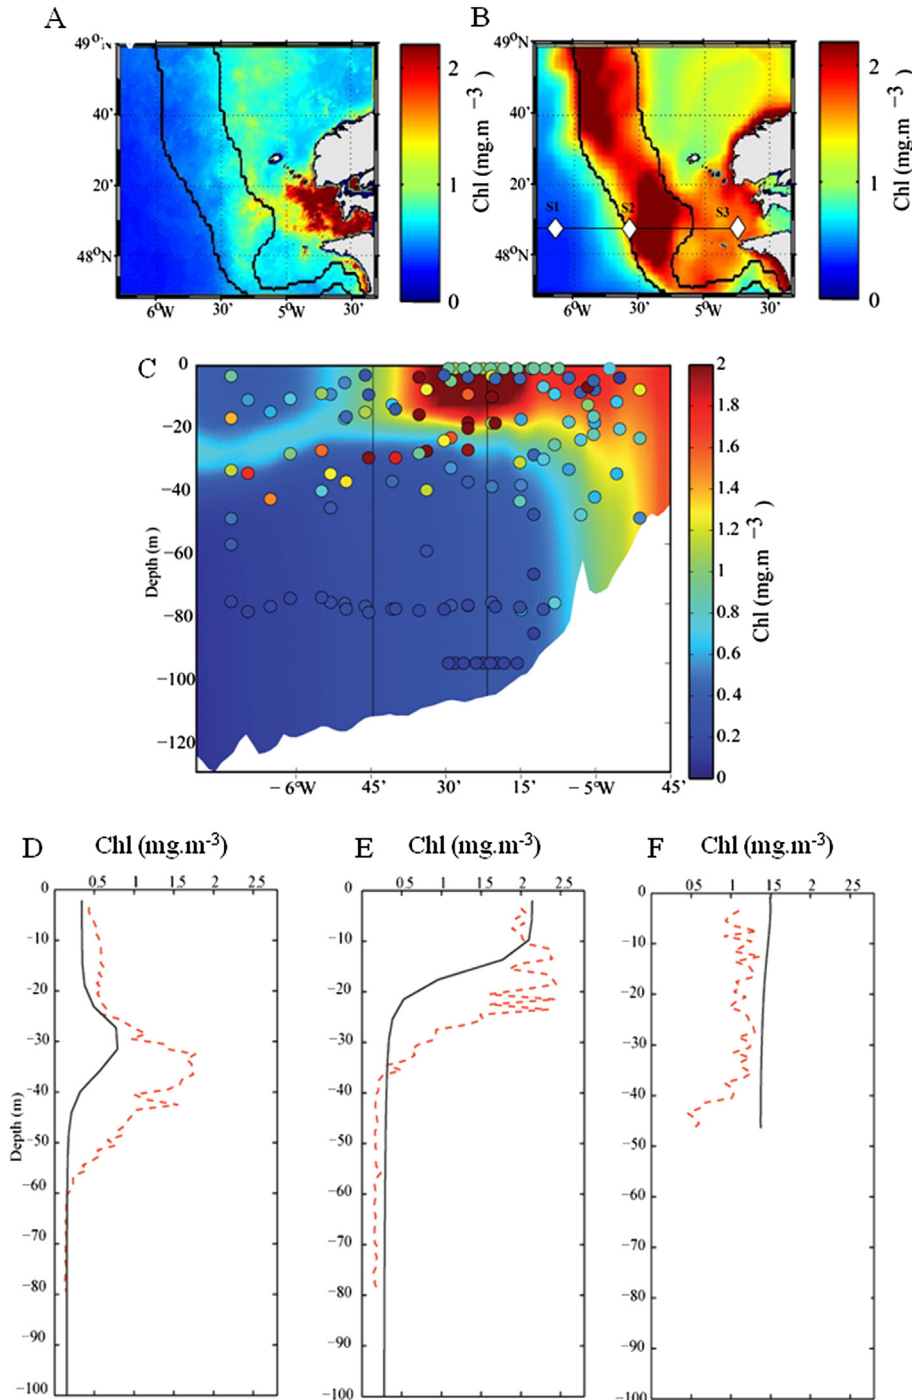 A
B
49°N
40'
20'
48°N
6°W
30'
5°W
30'
2
1
0
Chl (mg.m −3 )
49°N
40'
20'
48°N
S1
S2
S3
6°W
30'
5°W
30'
2
1
0
Chl (mg.m −3 )
C
0
−20
−40
−60
−80
−100
−120
Depth (m)
− 6°W
45'
30'
15'
− 5°W
45'
2
1.8
1.6
1.4
1.2
1
0.8
0.6
0.4
0.2
0
Chl (mg.m −3 )
D
Chl (mg.m-3)
0.5 1 1.5 2 2.5
0
−10
−20
−30
−40
−50
−60
−70
−80
−90
−100
Depth (m)
E
Chl (mg.m-3)
0.5 1 1.5 2 2.5
0
−10
−20
−30
−40
−50
−60
−70
−80
−90
−100
F
Chl (mg.m-3)
0.5 1 1.5 2 2.5
0
−10
−20
−30
−40
−50
−60
−70
−80
−90
−100